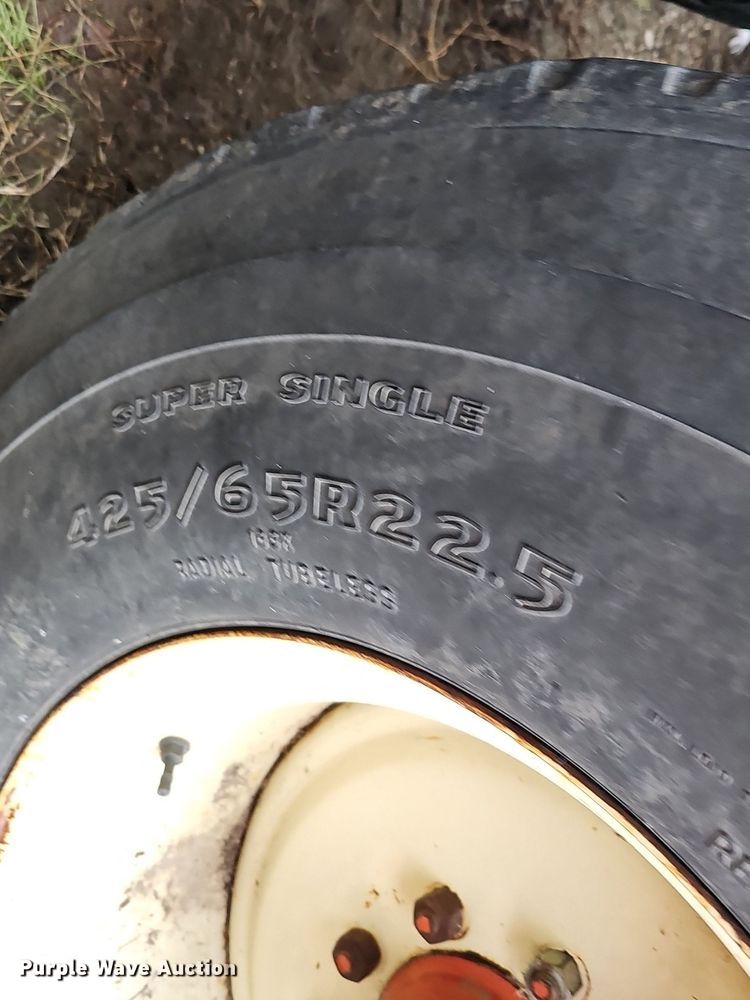 SUPER SINGLE
425/65R22.5
RADIAL TUBELESS
Purple Wave Auction